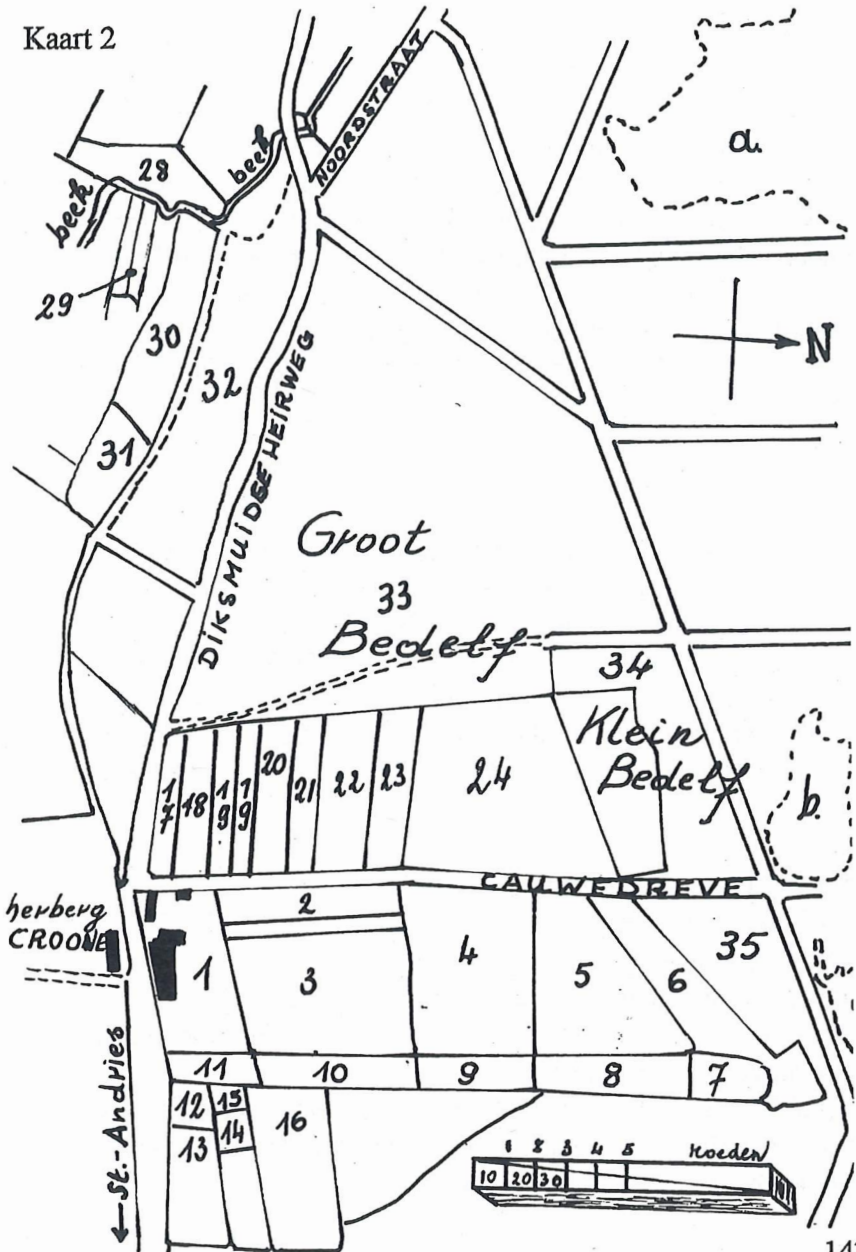 Kaart 2
NOORDSTRAAT
a.
beek
28
beek
29
30
32
N
31
DIKSMUIDSE HEIRWEG
Groot
33
Bedelf
34
Klein
Bedelf
b.
17
18
19
19
20
21
22
23
24
CAUWEDREVE
herberg
CROONE
1
2
3
4
5
6
35
11
10
9
8
7
12
15
13
14
16
←St.-Andries
1 2 3 4 5 Roeden
10 20 30